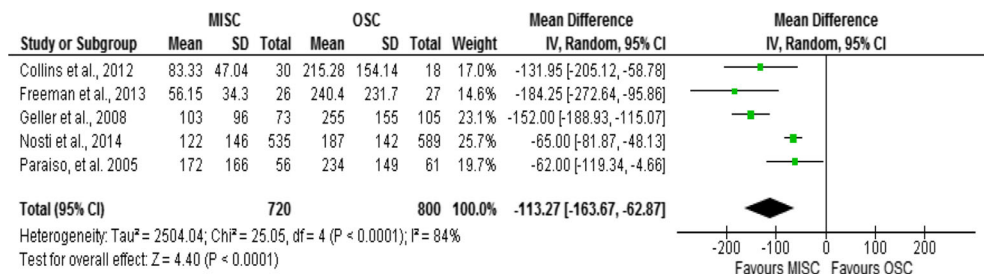 MISC OSC Mean Difference Mean Difference
Study or Subgroup Mean SD Total Mean SD Total Weight IV, Random, 95% CI IV, Random, 95% CI
Collins et al., 2012 83.33 47.04 30 215.28 154.14 18 17.0% -131.95 [-205.12, -58.78]
Freeman et al., 2013 56.15 34.3 26 240.4 231.7 27 14.6% -184.25 [-272.64, -95.86]
Geller et al., 2008 103 96 73 255 155 105 23.1% -152.00 [-188.93, -115.07]
Nosti et al., 2014 122 146 535 187 142 589 25.7% -65.00 [-81.87, -48.13]
Paraiso, et al. 2005 172 166 56 234 149 61 19.7% -62.00 [-119.34, -4.66]
Total (95% CI) 720 800 100.0% -113.27 [-163.67, -62.87]
Heterogeneity: Tau² = 2504.04; Chi² = 25.05, df = 4 (P < 0.0001); I² = 84%
Test for overall effect: Z = 4.40 (P < 0.0001)
-200 -100 0 100 200
Favours MISC Favours OSC